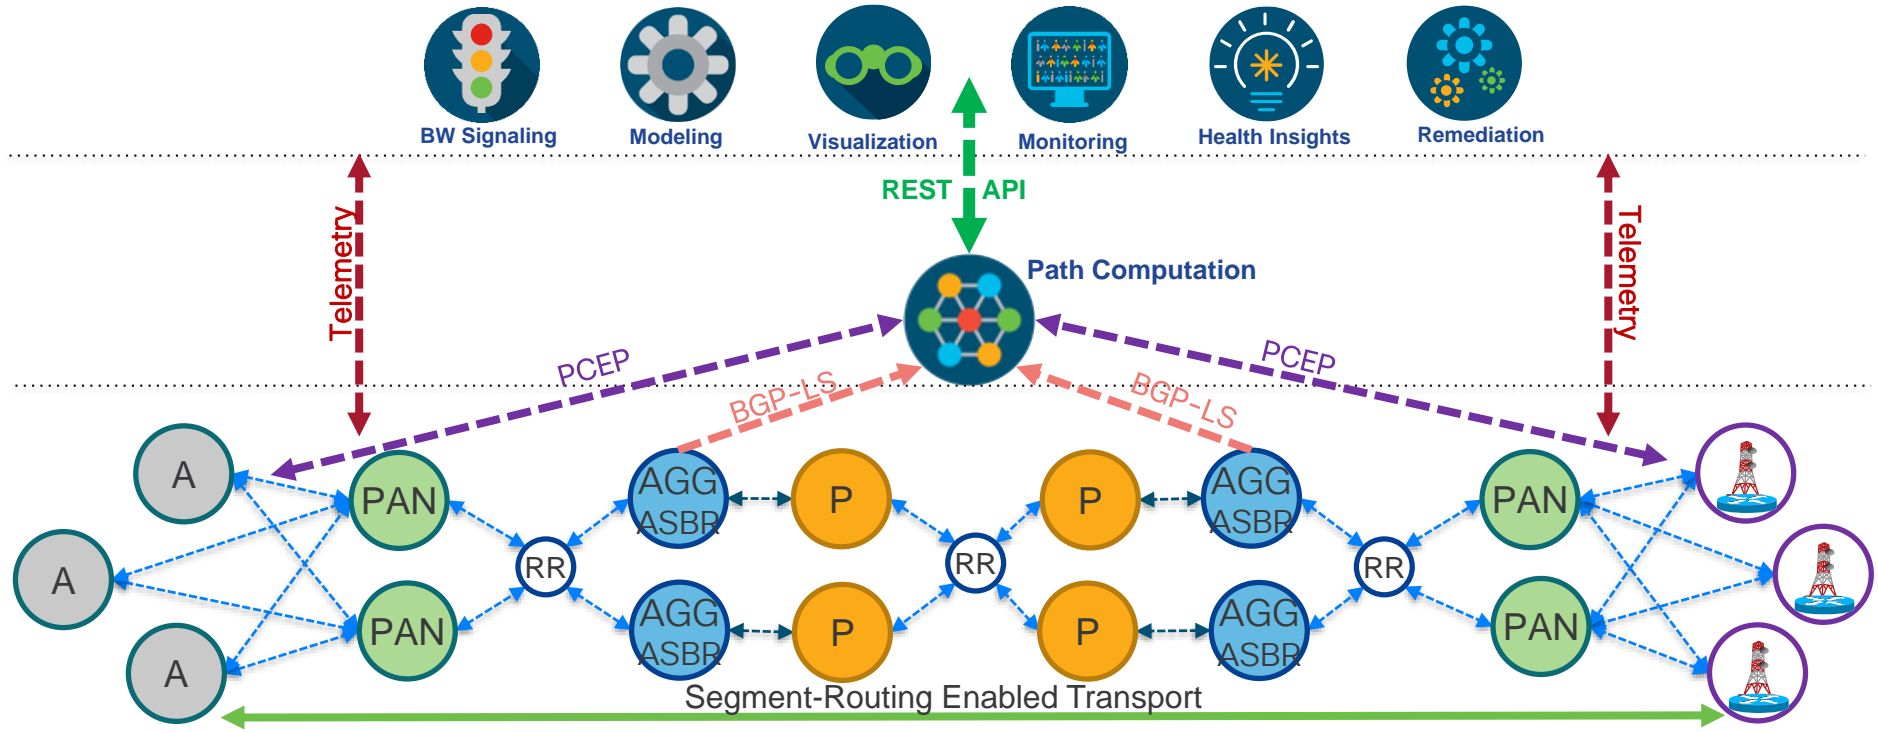 BW Signaling
Modeling
Visualization
Monitoring
Health Insights
Remediation
REST API
Telemetry
Telemetry
Path Computation
PCEP
PCEP
BGP-LS
BGP-LS
A
PAN
AGG
ASBR
P
P
AGG
ASBR
PAN
A
RR
RR
RR
A
PAN
AGG
ASBR
P
P
AGG
ASBR
PAN
Segment-Routing Enabled Transport